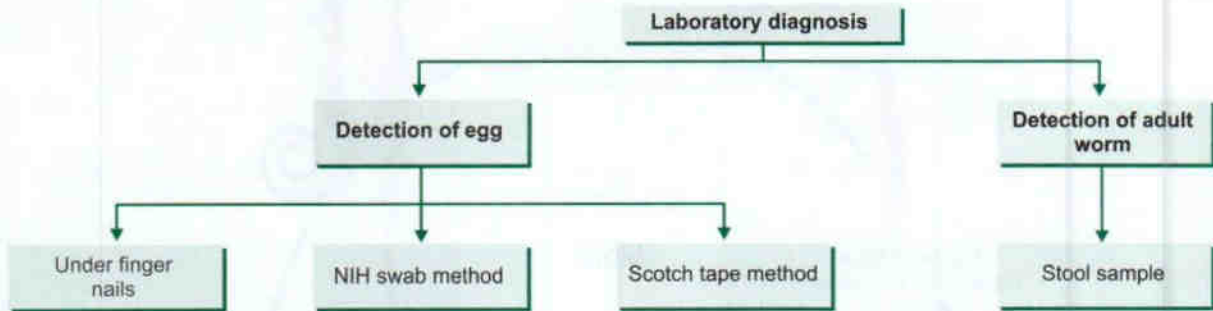 Laboratory diagnosis
Detection of egg
Detection of adult
worm
Under finger
nails
NIH swab method
Scotch tape method
Stool sample